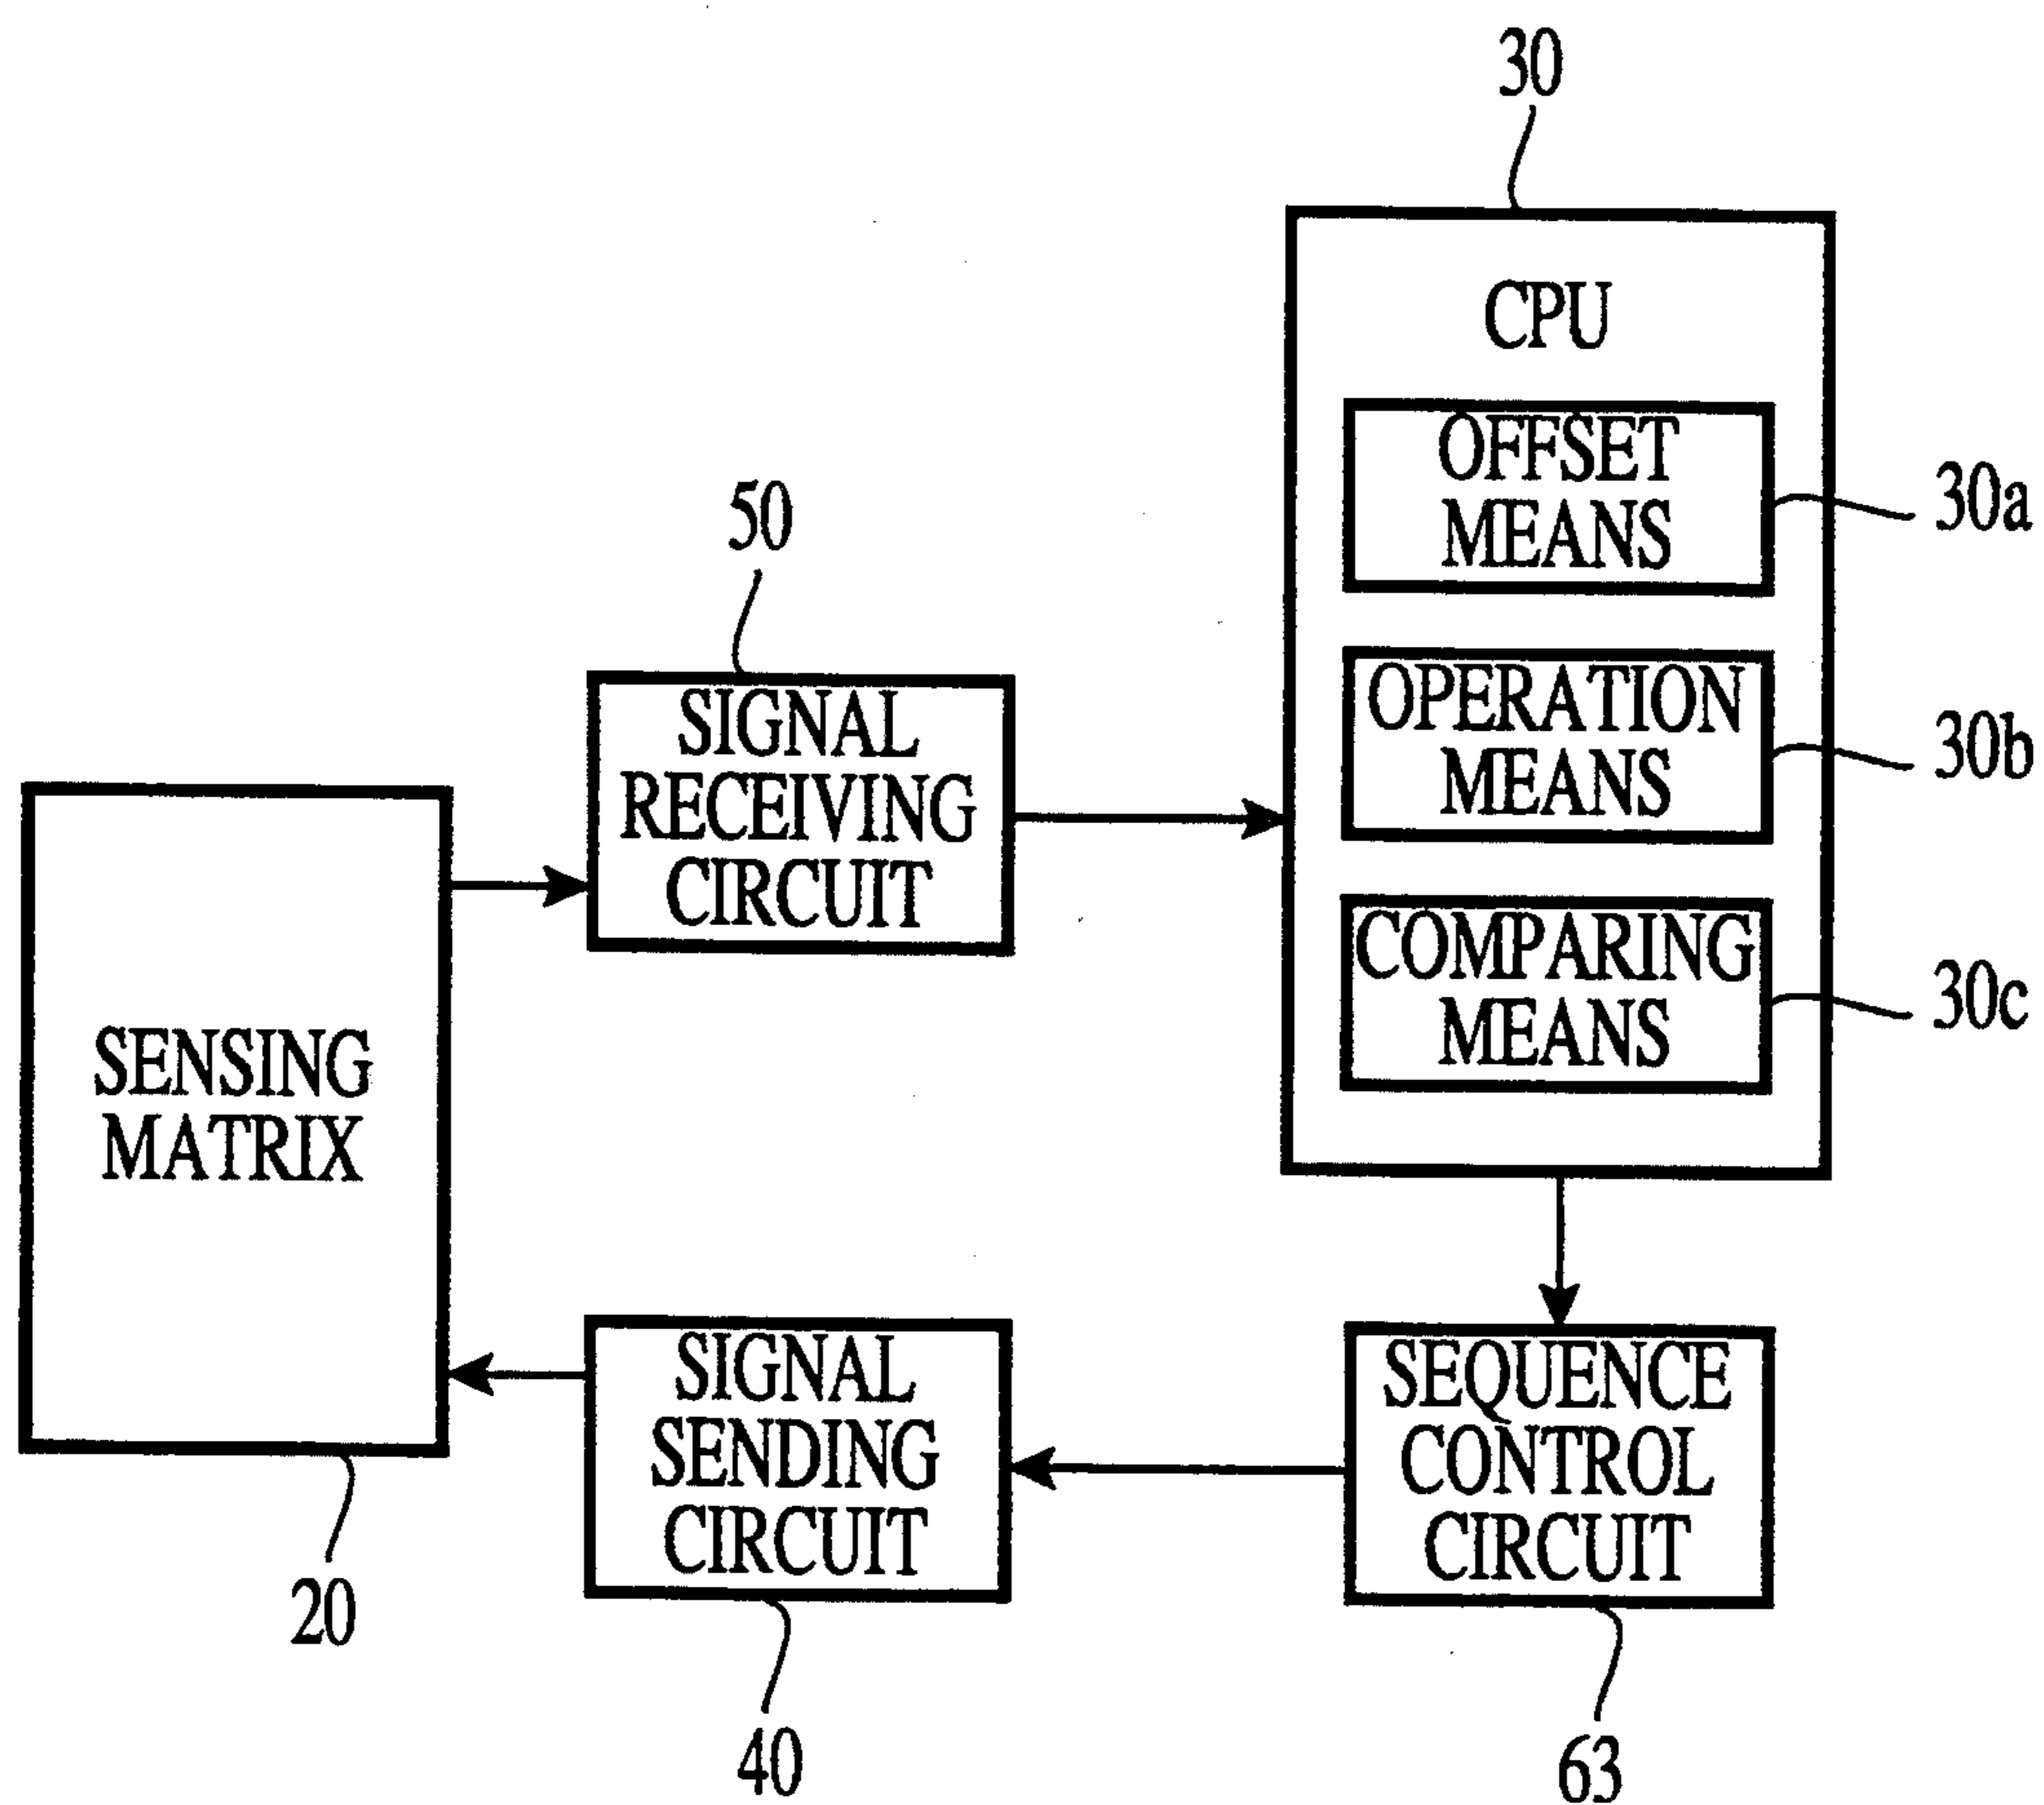 30
CPU
OFFSET
MEANS
30a
50
SIGNAL
RECEIVING
CIRCUIT
OPERATION
MEANS
30b
COMPARING
MEANS
30c
SENSING
MATRIX
20
SIGNAL
SENDING
CIRCUIT
40
SEQUENCE
CONTROL
CIRCUIT
63